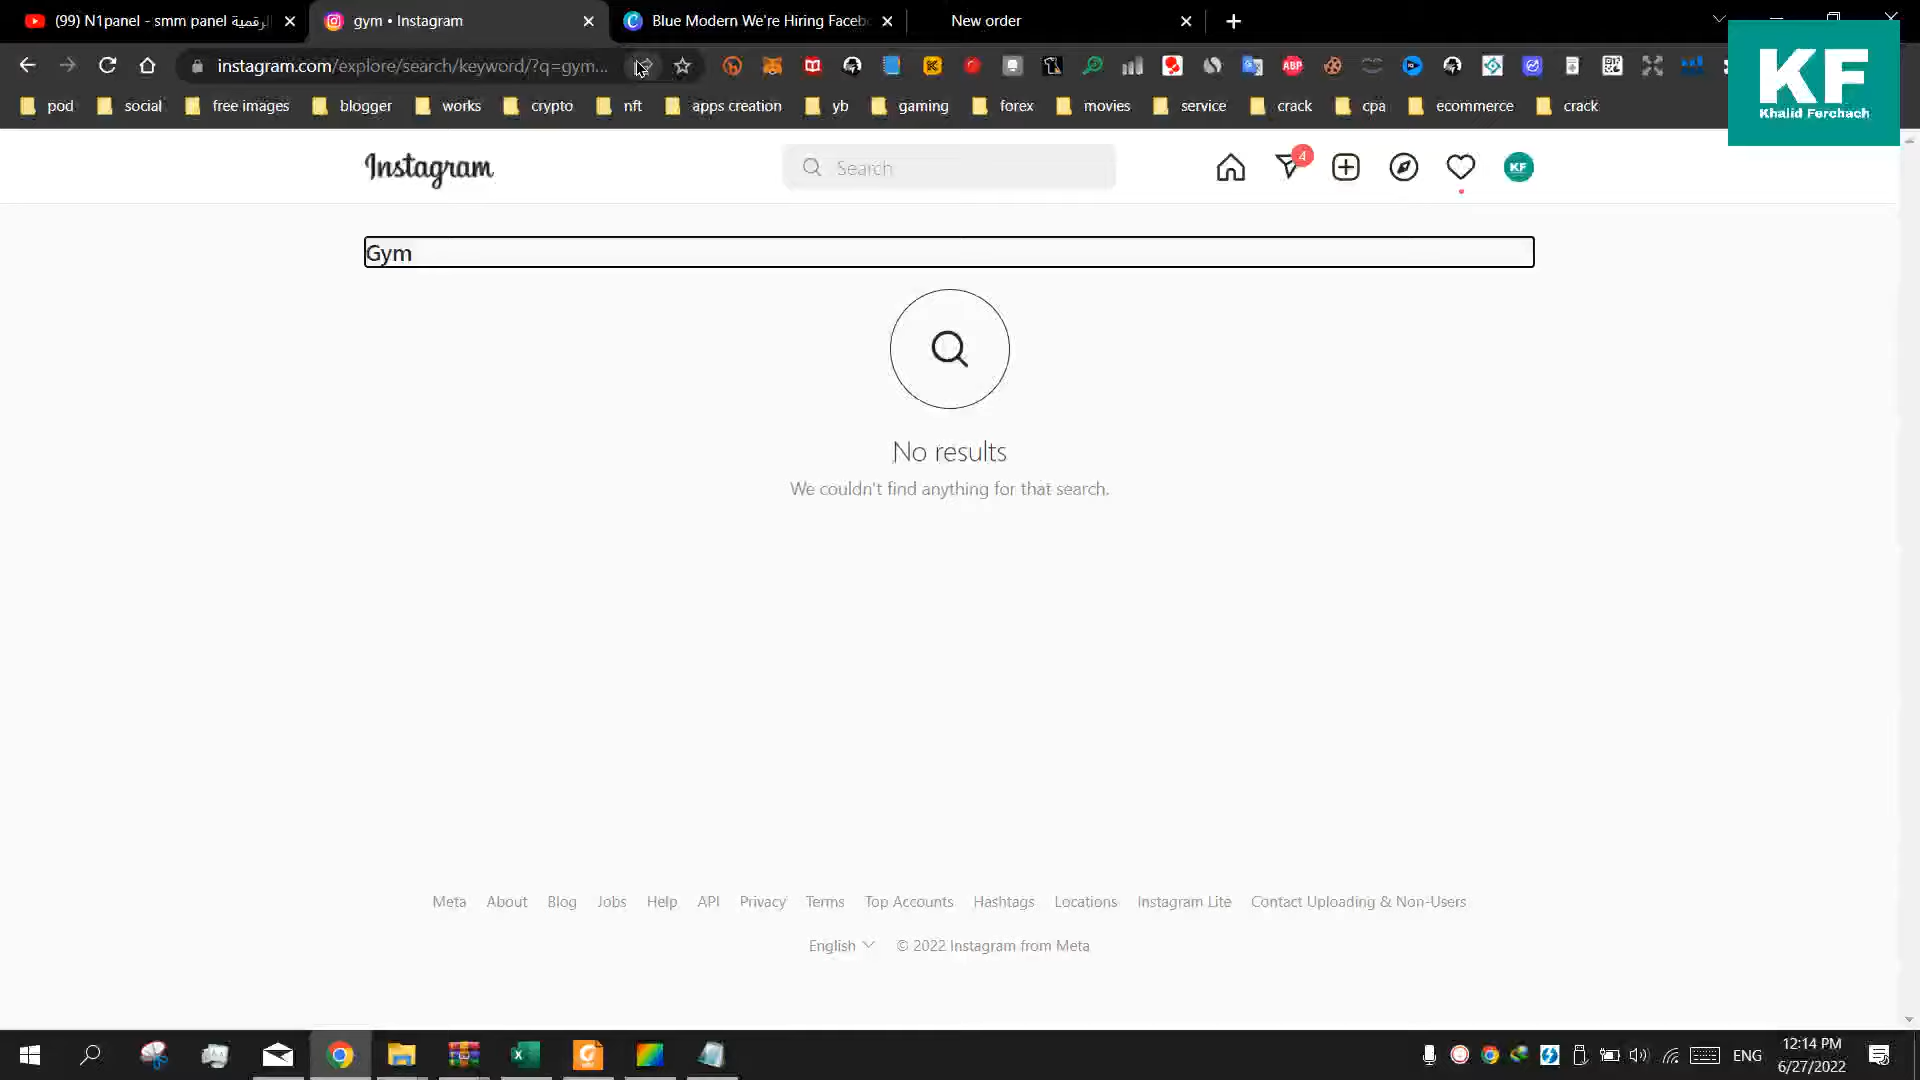 (99) N1panel - smm panel الرقمية
gym • Instagram
Blue Modern We're Hiring Faceb
New order
instagram.com/explore/search/keyword/?q=gym...
ABP
KF
Khalid Ferchach
pod
social
free images
blogger
works
crypto
nft
apps creation
yb
gaming
forex
movies
service
crack
cpa
ecommerce
crack
Instagram
Search
4
KF
Gym
No results
We couldn't find anything for that search.
Meta About Blog Jobs Help API Privacy Terms Top Accounts Hashtags Locations Instagram Lite Contact Uploading & Non-Users
English © 2022 Instagram from Meta
ENG
12:14 PM
6/27/2022